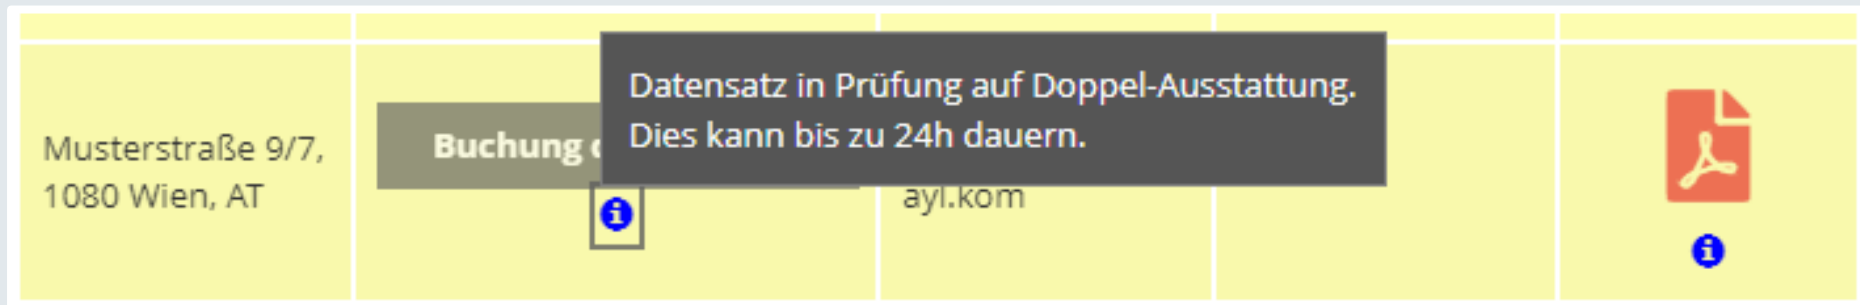 Musterstraße 9/7,
1080 Wien, AT
Buchung
Datensatz in Prüfung auf Doppel-Ausstattung.
Dies kann bis zu 24h dauern.
ayl.kom